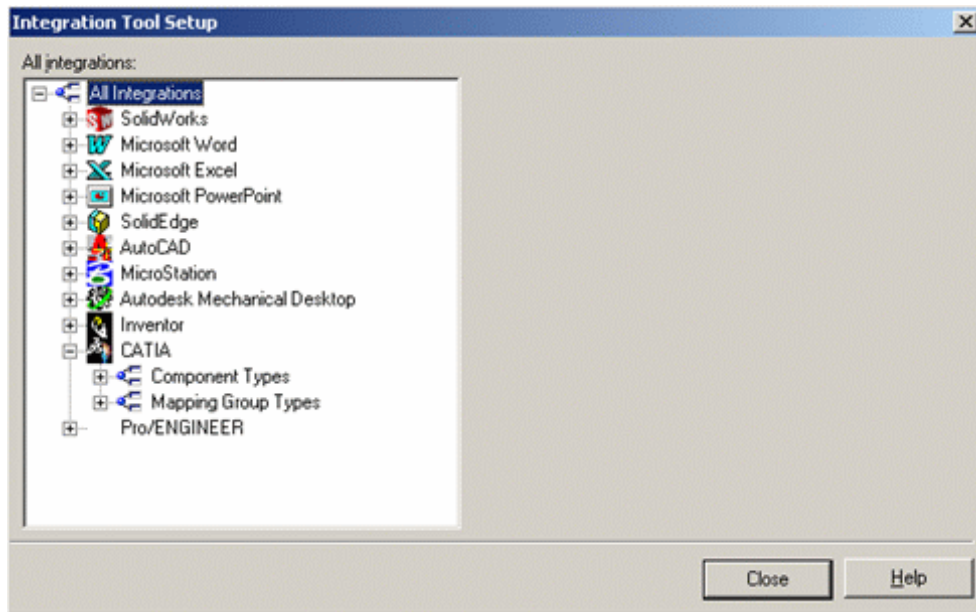 Integration Tool Setup
All integrations:
All Integrations
SolidWorks
Microsoft Word
Microsoft Excel
Microsoft PowerPoint
SolidEdge
AutoCAD
MicroStation
Autodesk Mechanical Desktop
Inventor
CATIA
Component Types
Mapping Group Types
Pro/ENGINEER
Close Help